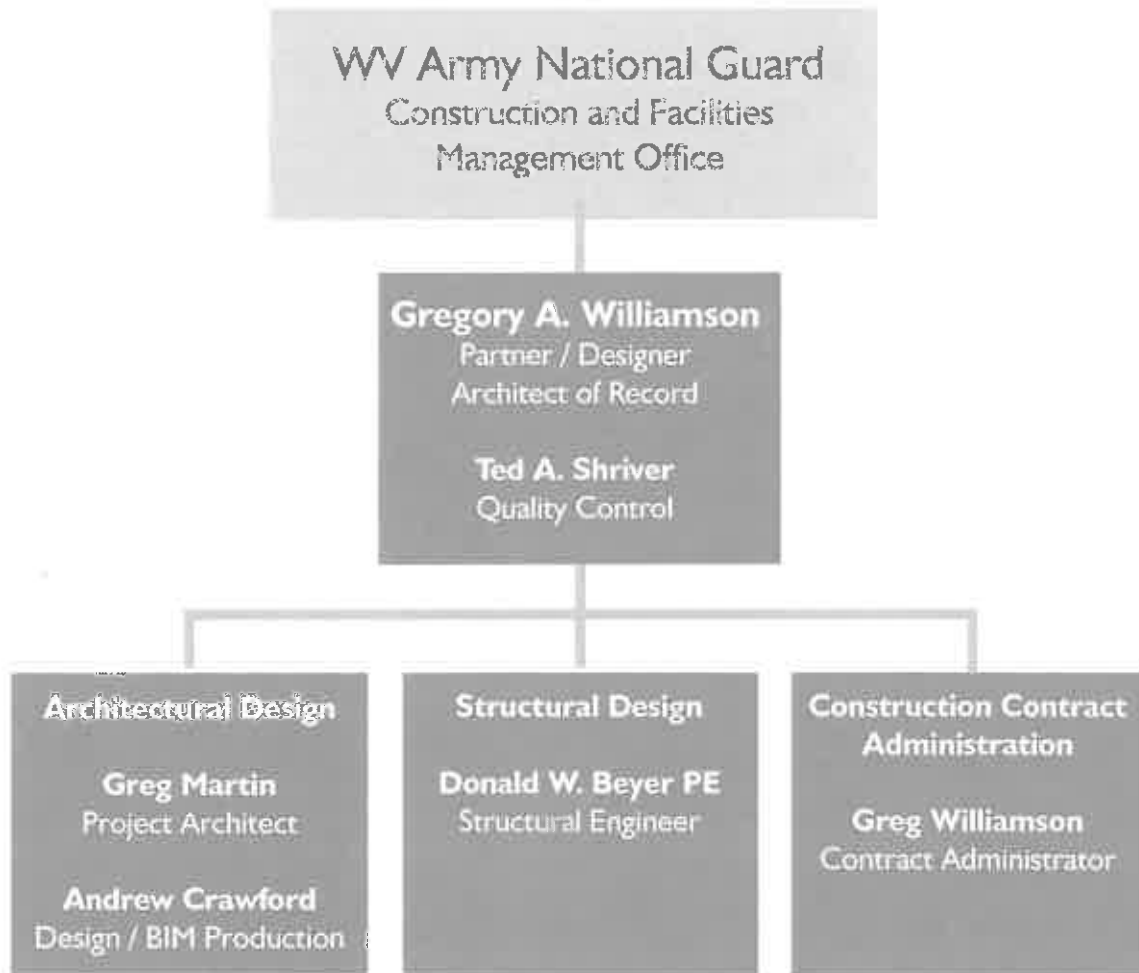 WV Army National Guard
Construction and Facilities
Management Office
Gregory A. Williamson
Partner / Designer
Architect of Record
Ted A. Shriver
Quality Control
Architectural Design
Greg Martin
Project Architect
Andrew Crawford
Design / BIM Production
Structural Design
Donald W. Beyer PE
Structural Engineer
Construction Contract
Administration
Greg Williamson
Contract Administrator